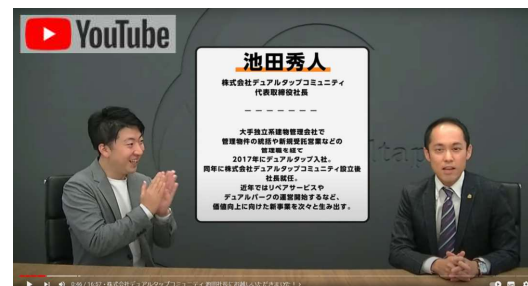 YouTube
池田秀人
株式会社デュアルタップコミュニティ
代表取締役社長
－－－－－－－
大手独立系建物管理会社で
管理物件の統括や新規受託営業などの
管理職を経て
2017年にデュアルタップ入社。
同年に株式会社デュアルタップコミュニティ設立後
社長就任。
近年ではリペアサービスや
デュアルパークの運営開始するなど、
価値向上に向けた新事業を次々と生み出す。